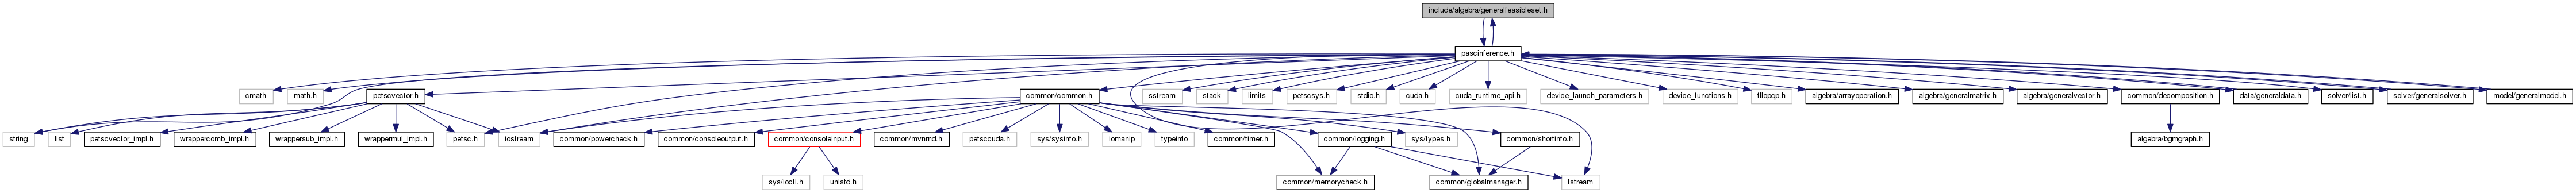 include/algebra/generalfeasibleset.h
pascinference.h
cmath
math.h
petscvector.h
common/common.h
sstream
stack
limits
petscsys.h
stdio.h
cuda.h
cuda_runtime_api.h
device_launch_parameters.h
device_functions.h
fllopqp.h
algebra/arrayoperation.h
algebra/generalmatrix.h
algebra/generalvector.h
common/decomposition.h
data/generaldata.h
solver/list.h
solver/generalsolver.h
model/generalmodel.h
string
list
petscvector_impl.h
wrappercomb_impl.h
wrappersub_impl.h
wrappermul_impl.h
petsc.h
iostream
common/powercheck.h
common/consoleoutput.h
common/consoleinput.h
common/mvnrnd.h
petsccuda.h
sys/sysinfo.h
iomanip
typeinfo
common/timer.h
common/logging.h
sys/types.h
common/shortinfo.h
algebra/bgmgraph.h
sys/ioctl.h
unistd.h
common/memorycheck.h
common/globalmanager.h
fstream